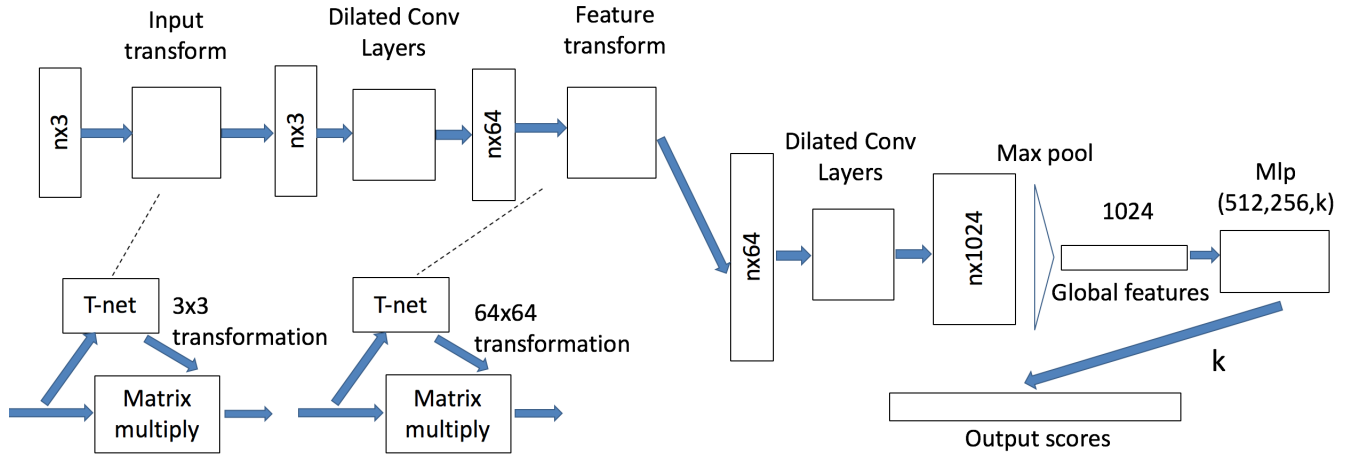 Input
transform
Dilated Conv
Layers
Feature
transform
nx3
nx3
nx64
Dilated Conv
Layers
Max pool
Mlp
(512,256,k)
1024
nx64
nx1024
Global features
T-net
3x3
transformation
T-net
64x64
transformation
k
Matrix
multiply
Matrix
multiply
Output scores